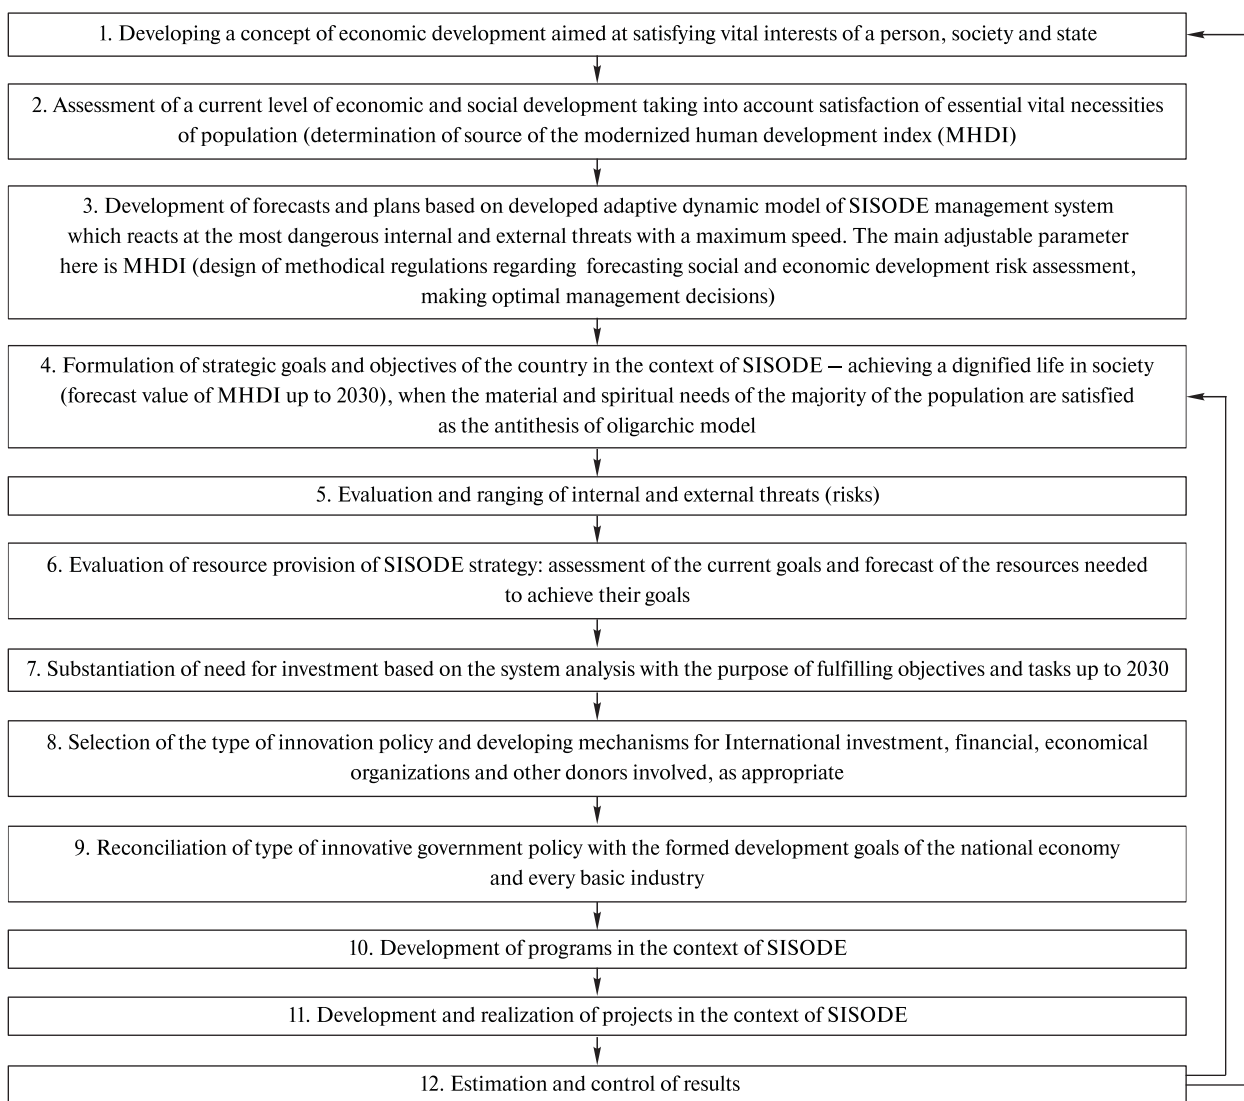 1. Developing a concept of economic development aimed at satisfying vital interests of a person, society and state
2. Assessment of a current level of economic and social development taking into account satisfaction of essential vital necessities
of population (determination of source of the modernized human development index (MHDI)
3. Development of forecasts and plans based on developed adaptive dynamic model of SISODE management system
which reacts at the most dangerous internal and external threats with a maximum speed. The main adjustable parameter
here is MHDI (design of methodical regulations regarding forecasting social and economic development risk assessment,
making optimal management decisions)
4. Formulation of strategic goals and objectives of the country in the context of SISODE – achieving a dignified life in society
(forecast value of MHDI up to 2030), when the material and spiritual needs of the majority of the population are satisfied
as the antithesis of oligarchic model
5. Evaluation and ranging of internal and external threats (risks)
6. Evaluation of resource provision of SISODE strategy: assessment of the current goals and forecast of the resources needed
to achieve their goals
7. Substantiation of need for investment based on the system analysis with the purpose of fulfilling objectives and tasks up to 2030
8. Selection of the type of innovation policy and developing mechanisms for International investment, financial, economical
organizations and other donors involved, as appropriate
9. Reconciliation of type of innovative government policy with the formed development goals of the national economy
and every basic industry
10. Development of programs in the context of SISODE
11. Development and realization of projects in the context of SISODE
12. Estimation and control of results